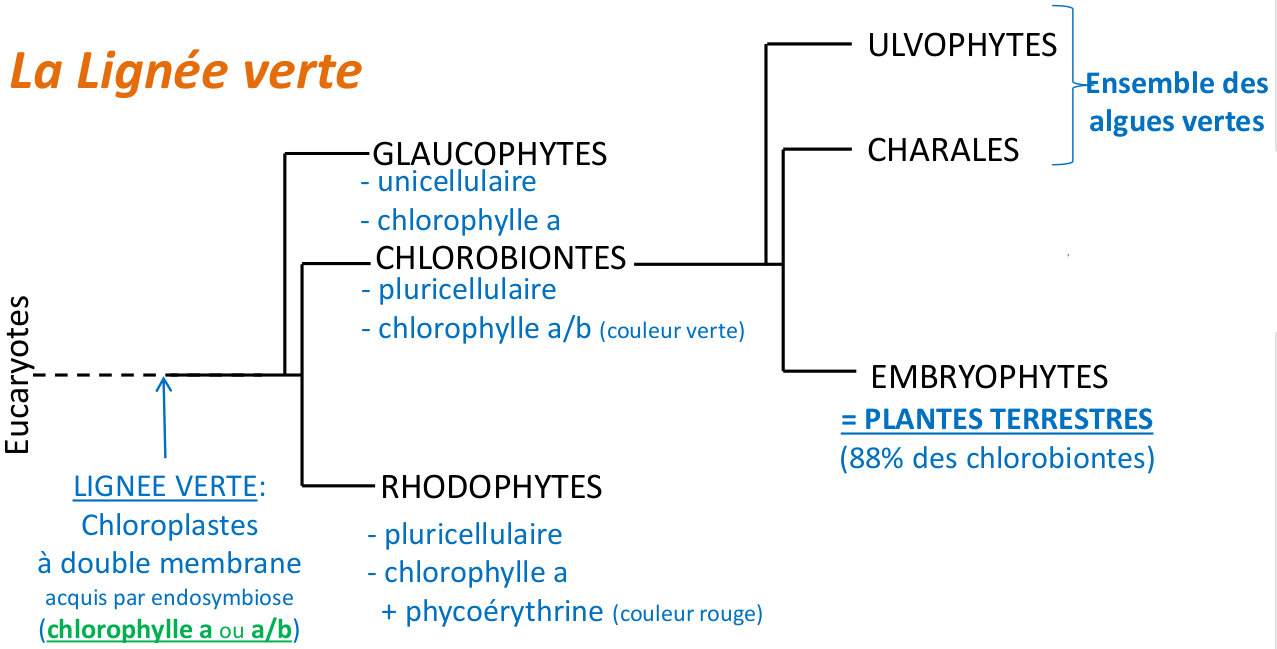 La Lignée verte
ULVOPHYTES
Ensemble des
algues vertes
CHARALES
GLAUCOPHYTES
- unicellulaire
- chlorophylle a
CHLOROBIONTES
- pluricellulaire
- chlorophylle a/b (couleur verte)
Eucaryotes
EMBRYOPHYTES
= PLANTES TERRESTRES
(88% des chlorobiontes)
LIGNEE VERTE:
Chloroplastes
à double membrane
acquis par endosymbiose
(chlorophylle a ou a/b)
RHODOPHYTES
- pluricellulaire
- chlorophylle a
+ phycoérythrine (couleur rouge)